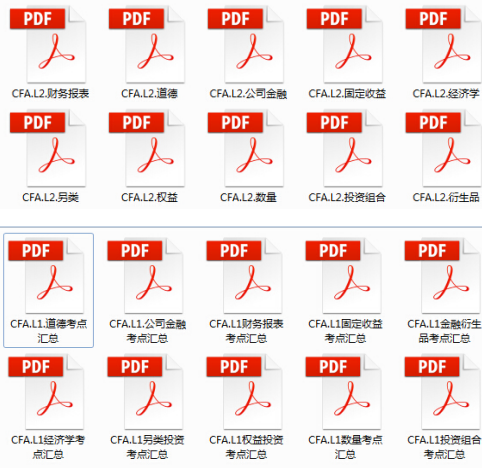 PDF PDF PDF PDF PDF
CFA.L2.财务报表 CFA.L2.道德 CFA.L2.公司金融 CFA.L2.固定收益 CFA.L2.经济学
PDF PDF PDF PDF PDF
CFA.L2.另类 CFA.L2.权益 CFA.L2.数量 CFA.L2.投资组合 CFA.L2.衍生品
PDF PDF PDF PDF PDF
CFA.L1.道德考点 CFA.L1.公司金融 CFA.L1财务报表 CFA.L1固定收益 CFA.L1金融衍生
汇总 考点汇总 考点汇总 考点汇总 品考点汇总
PDF PDF PDF PDF PDF
CFA.L1经济学考 CFA.L1另类投资 CFA.L1权益投资 CFA.L1数量考点 CFA.L1投资组合
点汇总 考点汇总 考点汇总 汇总 考点汇总